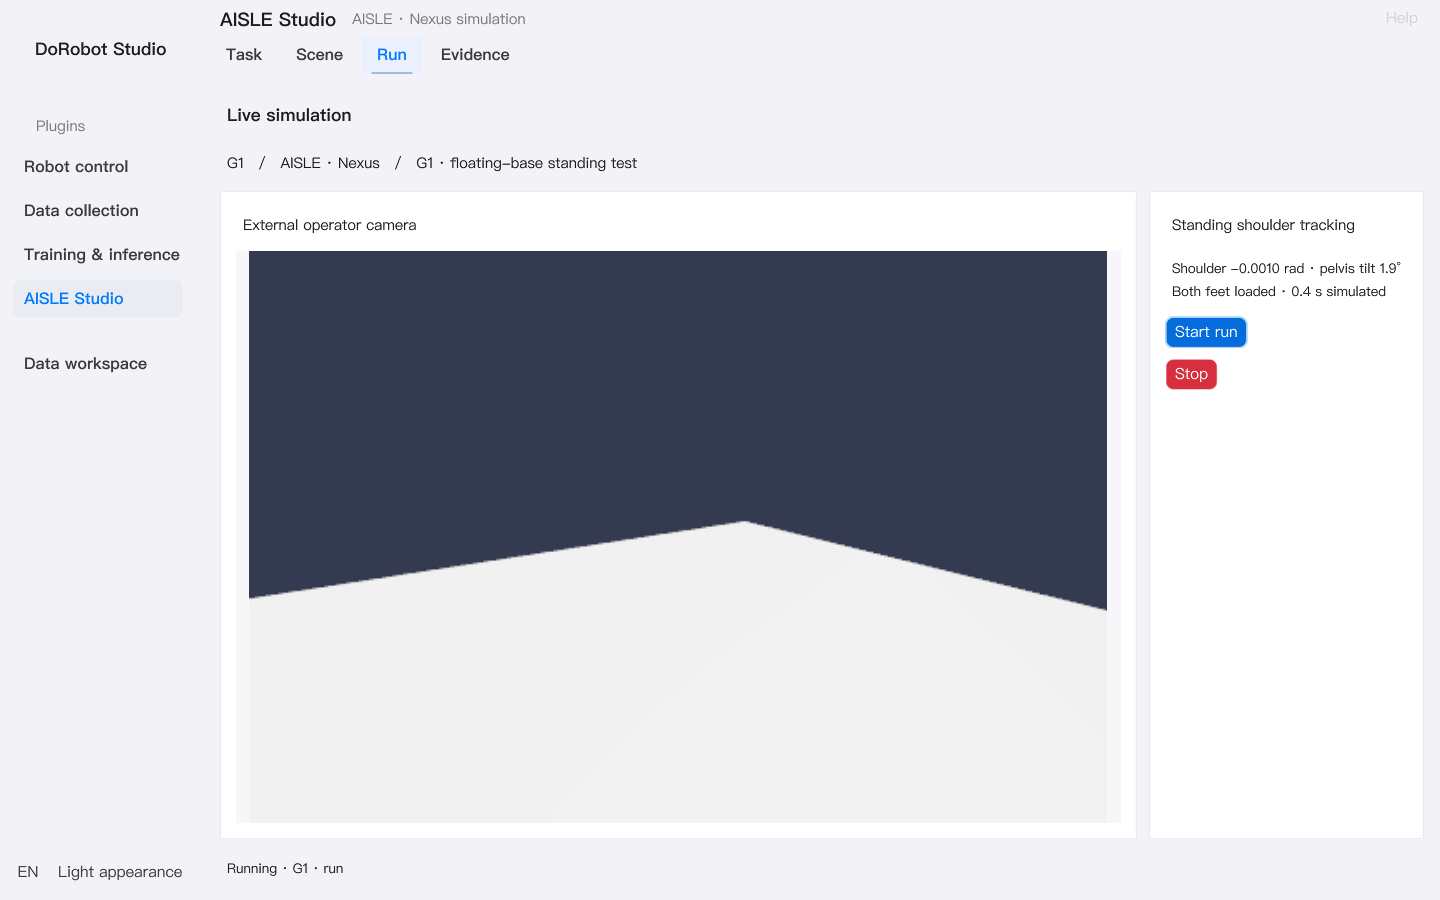 DoRobot Studio
Plugins
Robot control
Data collection
Training & inference
AISLE Studio
Data workspace
EN Light appearance
AISLE Studio AISLE · Nexus simulation
Help
Task Scene Run Evidence
Live simulation
G1 / AISLE · Nexus / G1 · floating-base standing test
External operator camera
Standing shoulder tracking
Shoulder -0.0010 rad · pelvis tilt 1.9°
Both feet loaded · 0.4 s simulated
Start run
Stop
Running · G1 · run